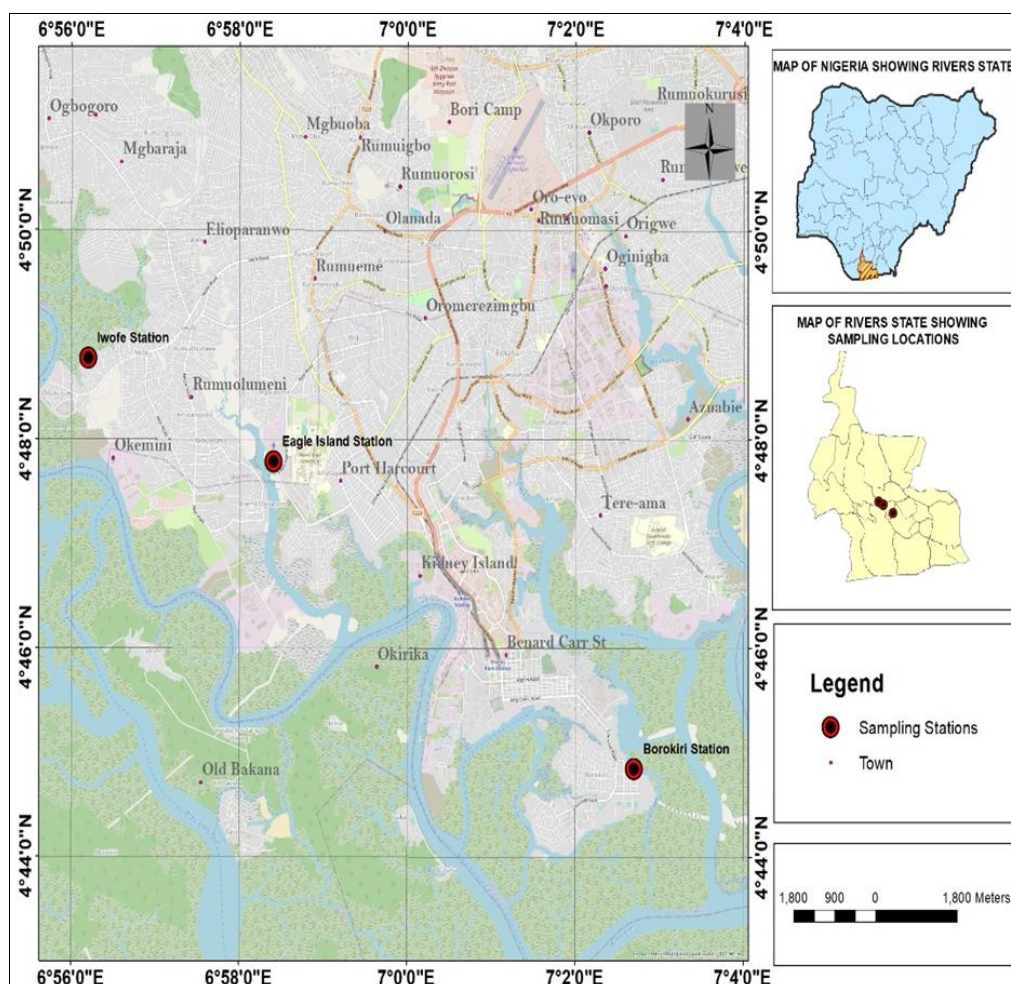 6°56'0"E 6°58'0"E 7°0'0"E 7°2'0"E 7°4'0"E
Ogbogoro
Mgbaraja
Mgbuoba
Rumuigbo
Bori Camp
Rumuorosi
Okporo
Oro-evo
Rumuomasi
Origwe
Olanada
Elioparanwo
4°50'0"N
4°50'0"N
Rumueme
Oginigba
Oromerezimgbu
Iwofe Station
Rumuolumeni
Azuabie
4°48'0"N
4°48'0"N
Eagle Island Station
Okemini
Port Harcourt
Tere-ama
Kidney Island
4°46'0"N
4°46'0"N
Benard Carr St
Okirika
Borokiri Station
Old Bakana
4°44'0"N
4°44'0"N
6°56'0"E 6°58'0"E 7°0'0"E 7°2'0"E 7°4'0"E
N
MAP OF NIGERIA SHOWING RIVERS STATE
MAP OF RIVERS STATE SHOWING
SAMPLING LOCATIONS
Legend
Sampling Stations
Town
1,800 900 0 1,800 Meters